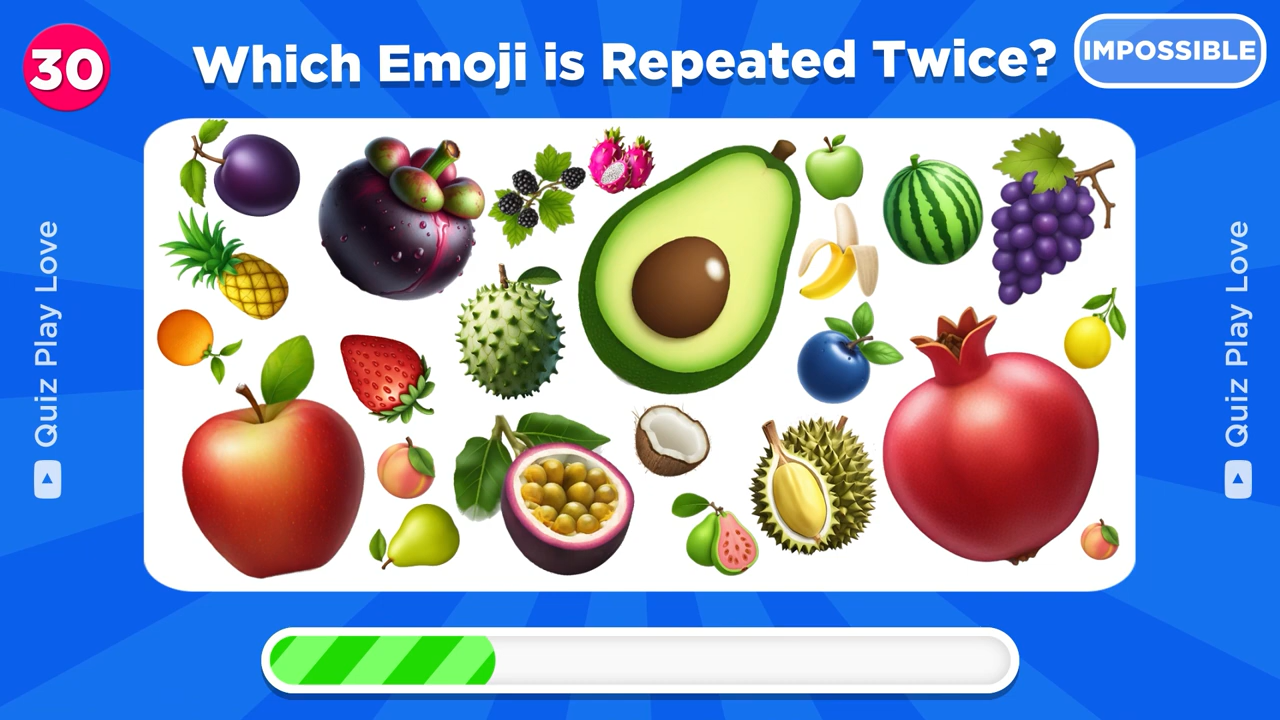 30
Which Emoji is Repeated Twice?
IMPOSSIBLE
Quiz Play Love
Quiz Play Love